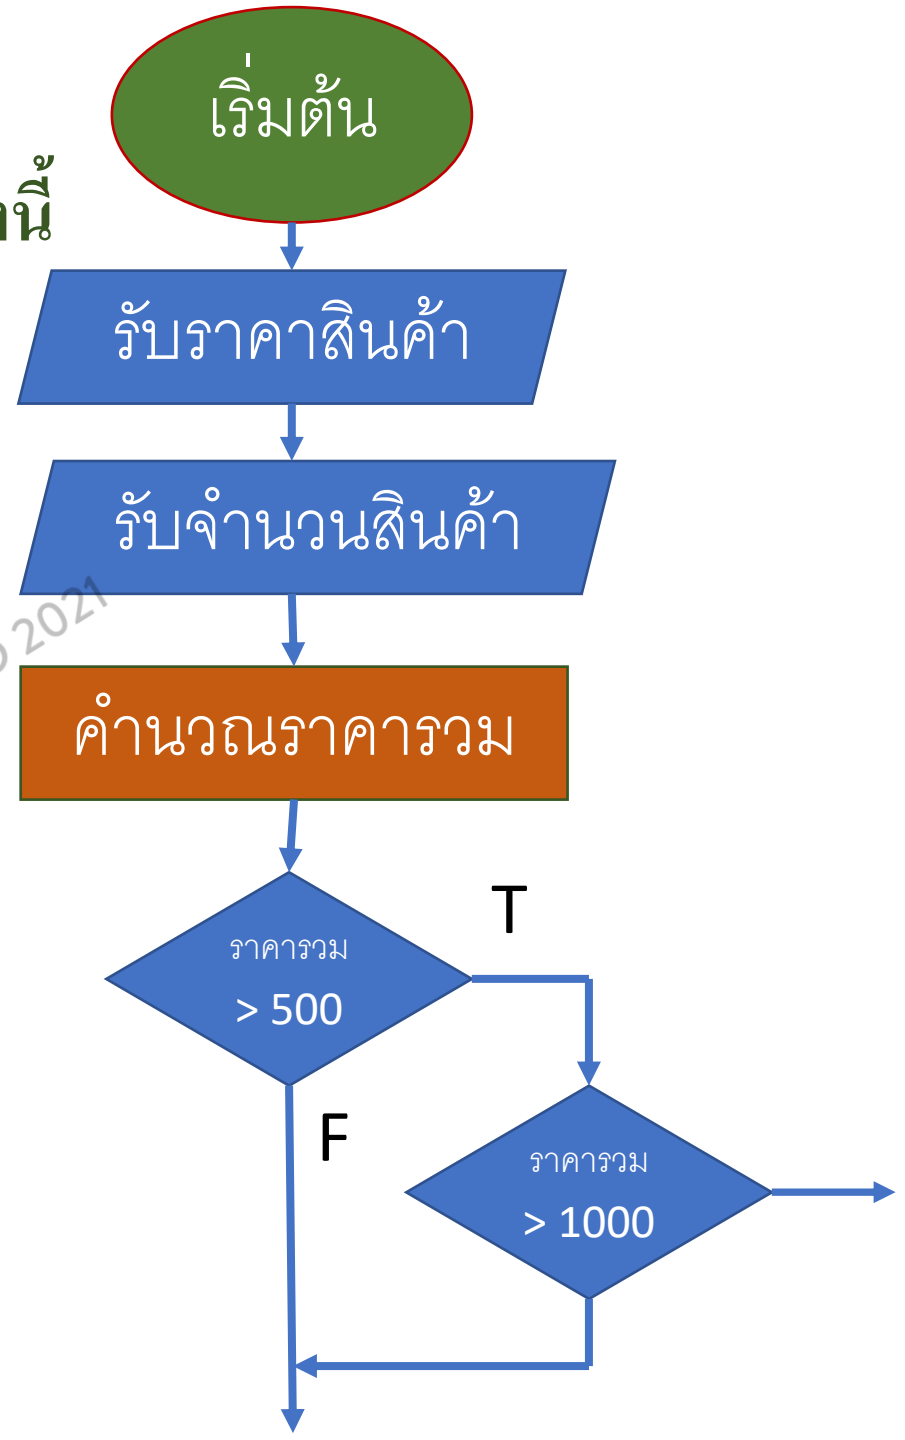 เริ่มต้น
นี้
รับราคาสินค้า
รับจำนวนสินค้า
2021
คำนวณราคารวม
T
ราคารวม
> 500
F
ราคารวม
> 1000